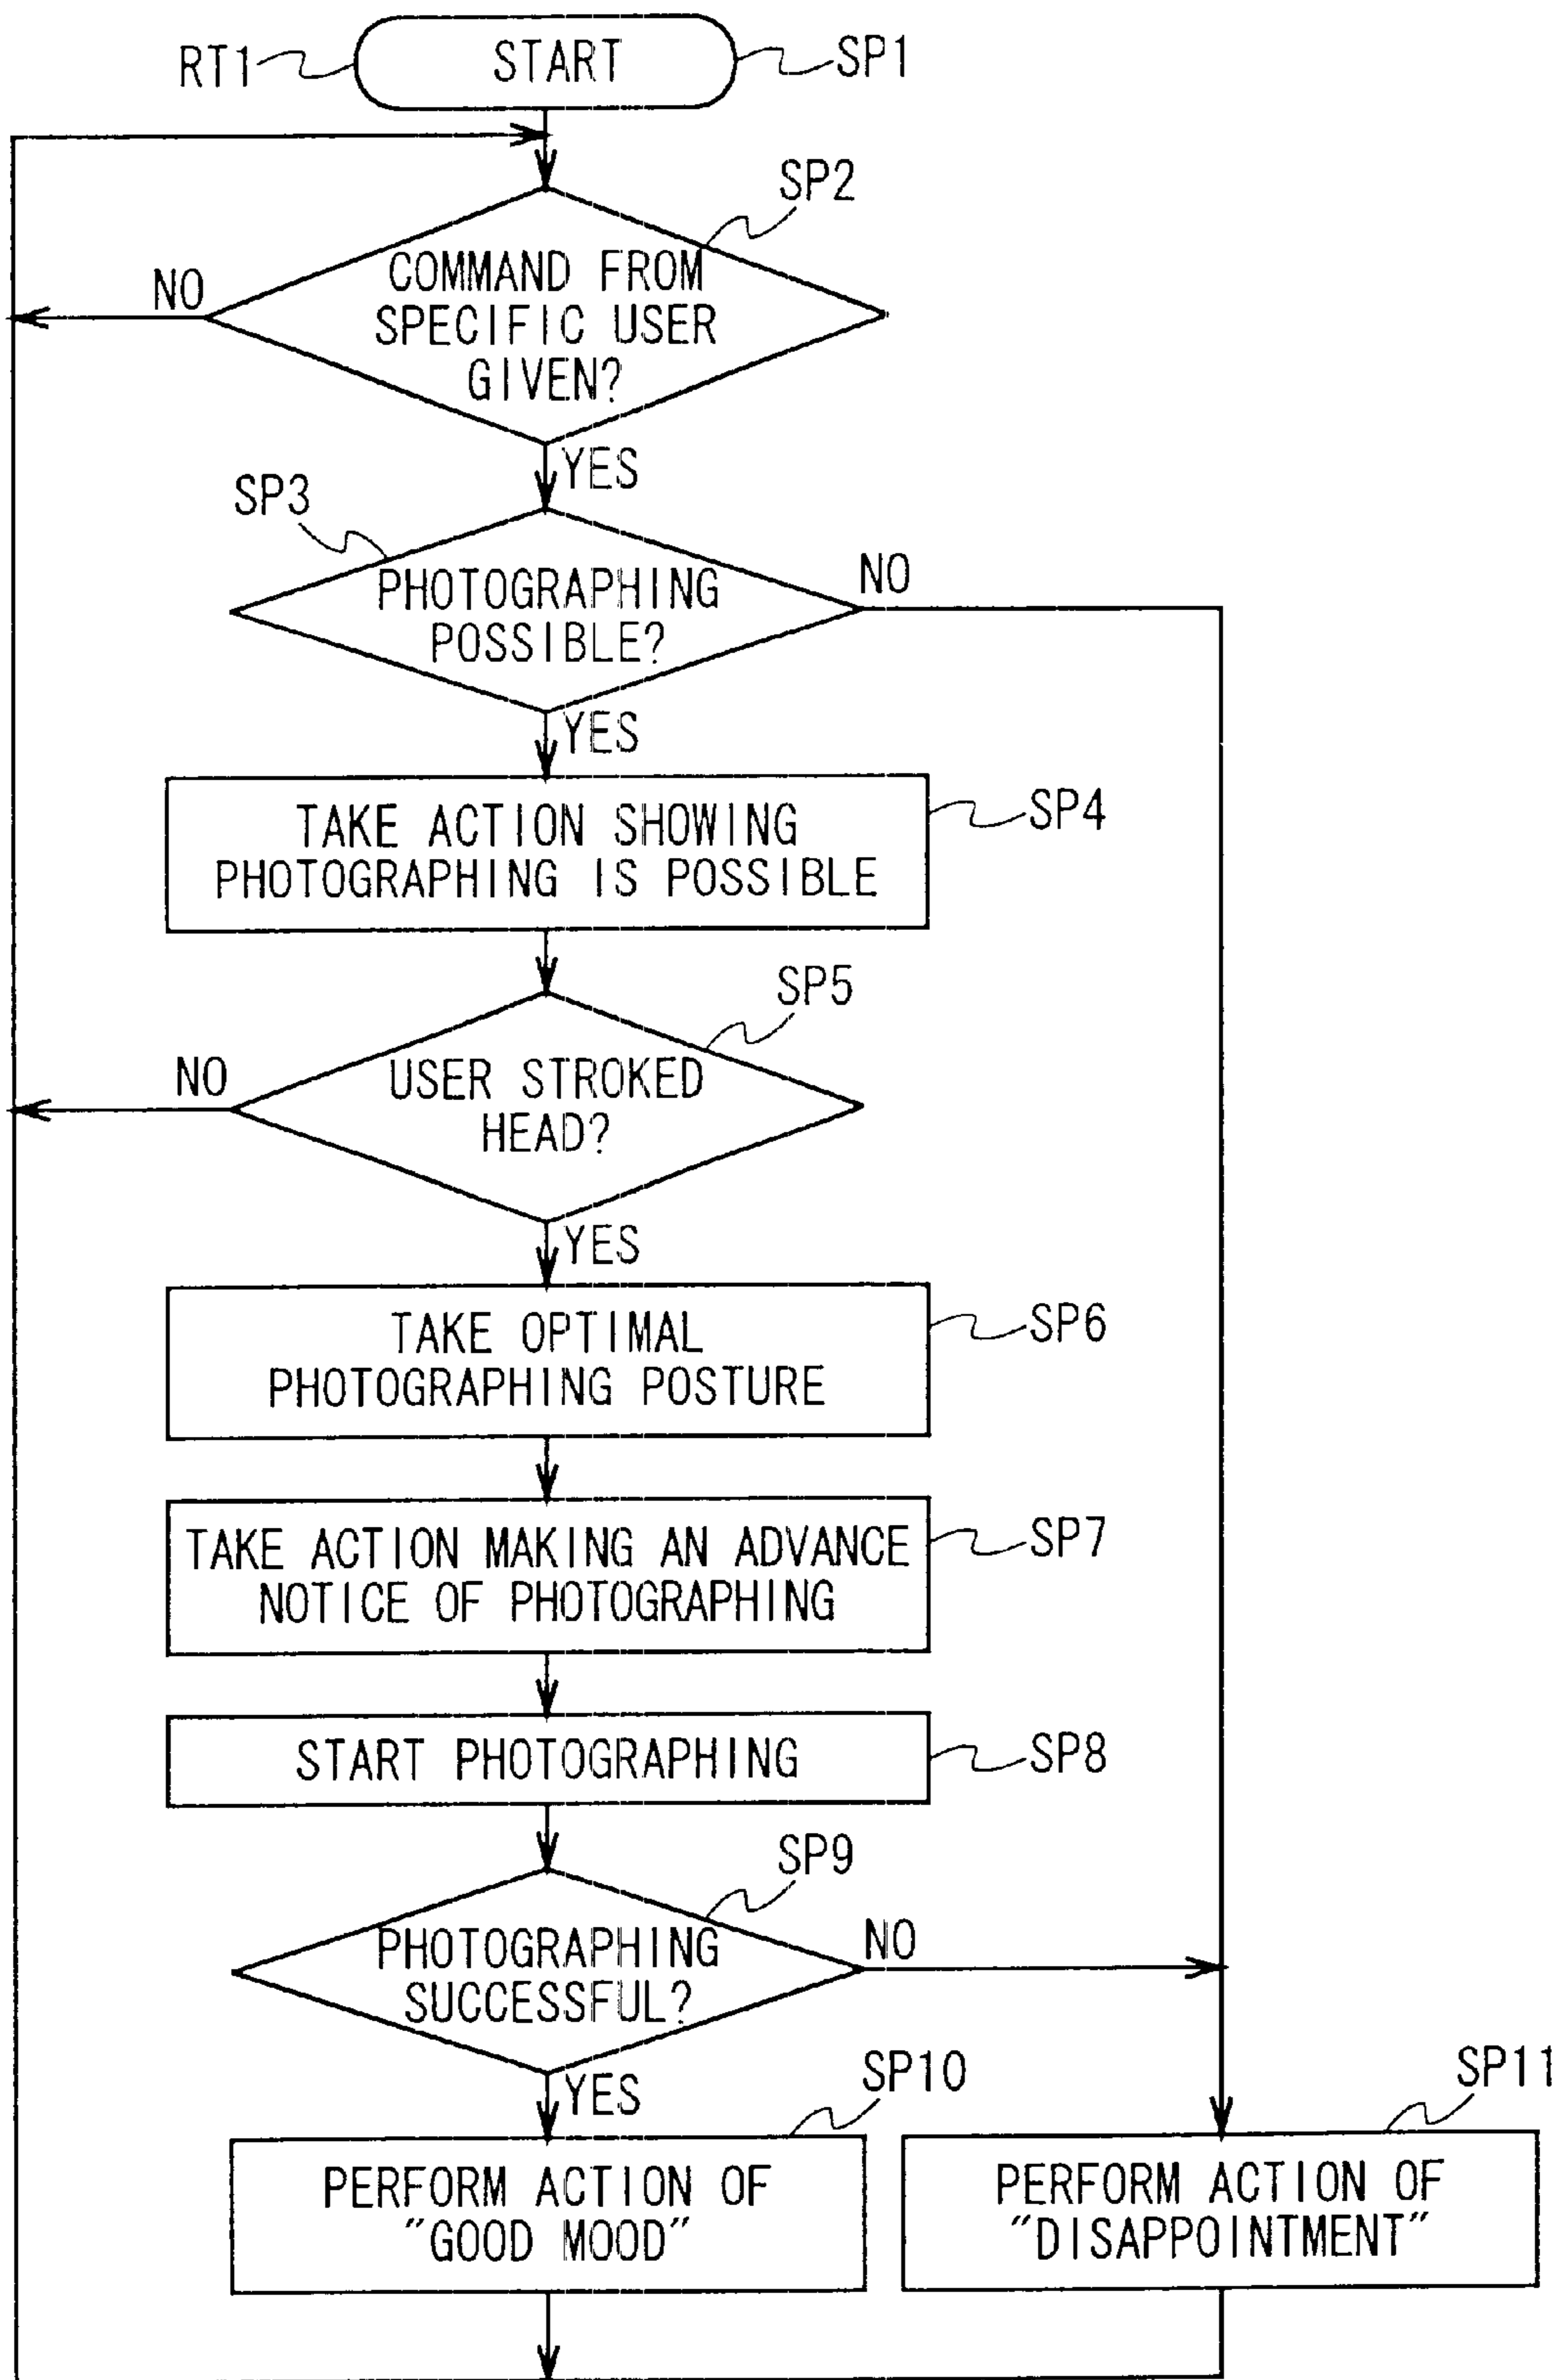 RT1
START
SP1
SP2
COMMAND FROM
SPECIFIC USER
GIVEN?
NO
YES
SP3
PHOTOGRAPHING
POSSIBLE?
NO
YES
TAKE ACTION SHOWING
PHOTOGRAPHING IS POSSIBLE
SP4
SP5
USER STROKED
HEAD?
NO
YES
TAKE OPTIMAL
PHOTOGRAPHING POSTURE
SP6
TAKE ACTION MAKING AN ADVANCE
NOTICE OF PHOTOGRAPHING
SP7
START PHOTOGRAPHING
SP8
SP9
PHOTOGRAPHING
SUCCESSFUL?
NO
YES
SP10
PERFORM ACTION OF
"GOOD MOOD"
SP11
PERFORM ACTION OF
"DISAPPOINTMENT"